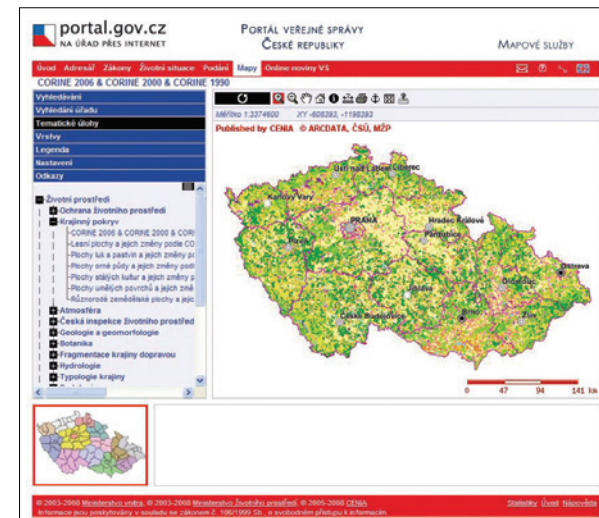 portal.gov.cz
NA ÚŘAD PŘES INTERNET
PORTÁL VEŘEJNÉ SPRÁVY
ČESKÉ REPUBLIKY
MAPOVÉ SLUŽBY
Úvod Adresář Zákony Životní situace Podání Mapy Online noviny VS
CORINE 2006 & CORINE 2000 & CORINE 1990
Vyhledávání
Vyhledání úřadu
Tematické úlohy
Vrstvy
Legenda
Nastavení
Odkazy
Měřítko 1:3374600 XY -608393, -1198393
Published by CENIA © ARCDATA, ČSÚ, MŽP
Životní prostředí
Ochrana životního prostředí
Krajinný pokryv
CORINE 2006 & CORINE 2000 & CORI
Lesní plochy a jejich změny podle CO
Plochy luk a pastvin a jejich změny po
Plochy orné půdy a jejich změny podl
Plochy stálých kultur a jejich změny p
Plochy umělých povrchů a jejich změ
Různorodé zemědělské plochy a jejic
Atmosféra
Česká inspekce životního prostřed
Geologie a geomorfologie
Botanika
Fragmentace krajiny dopravou
Hydrologie
Typologie krajiny
Ústí nad Labem
Liberec
Karlovy Vary
PRAHA
Hradec Králové
Pardubice
Plzeň
Ostrava
Olomouc
Jihlava
České Budějovice
Brno
Zlín
0 47 94 141 km
© 2003-2008 Ministerstvo vnitra, © 2003-2008 Ministerstvo životního prostředí, © 2005-2008 CENIA
Statistiky Úvod Nápověda
Informace jsou poskytovány v souladu se zákonem č. 106/1999 Sb., o svobodném přístupu k informacím.